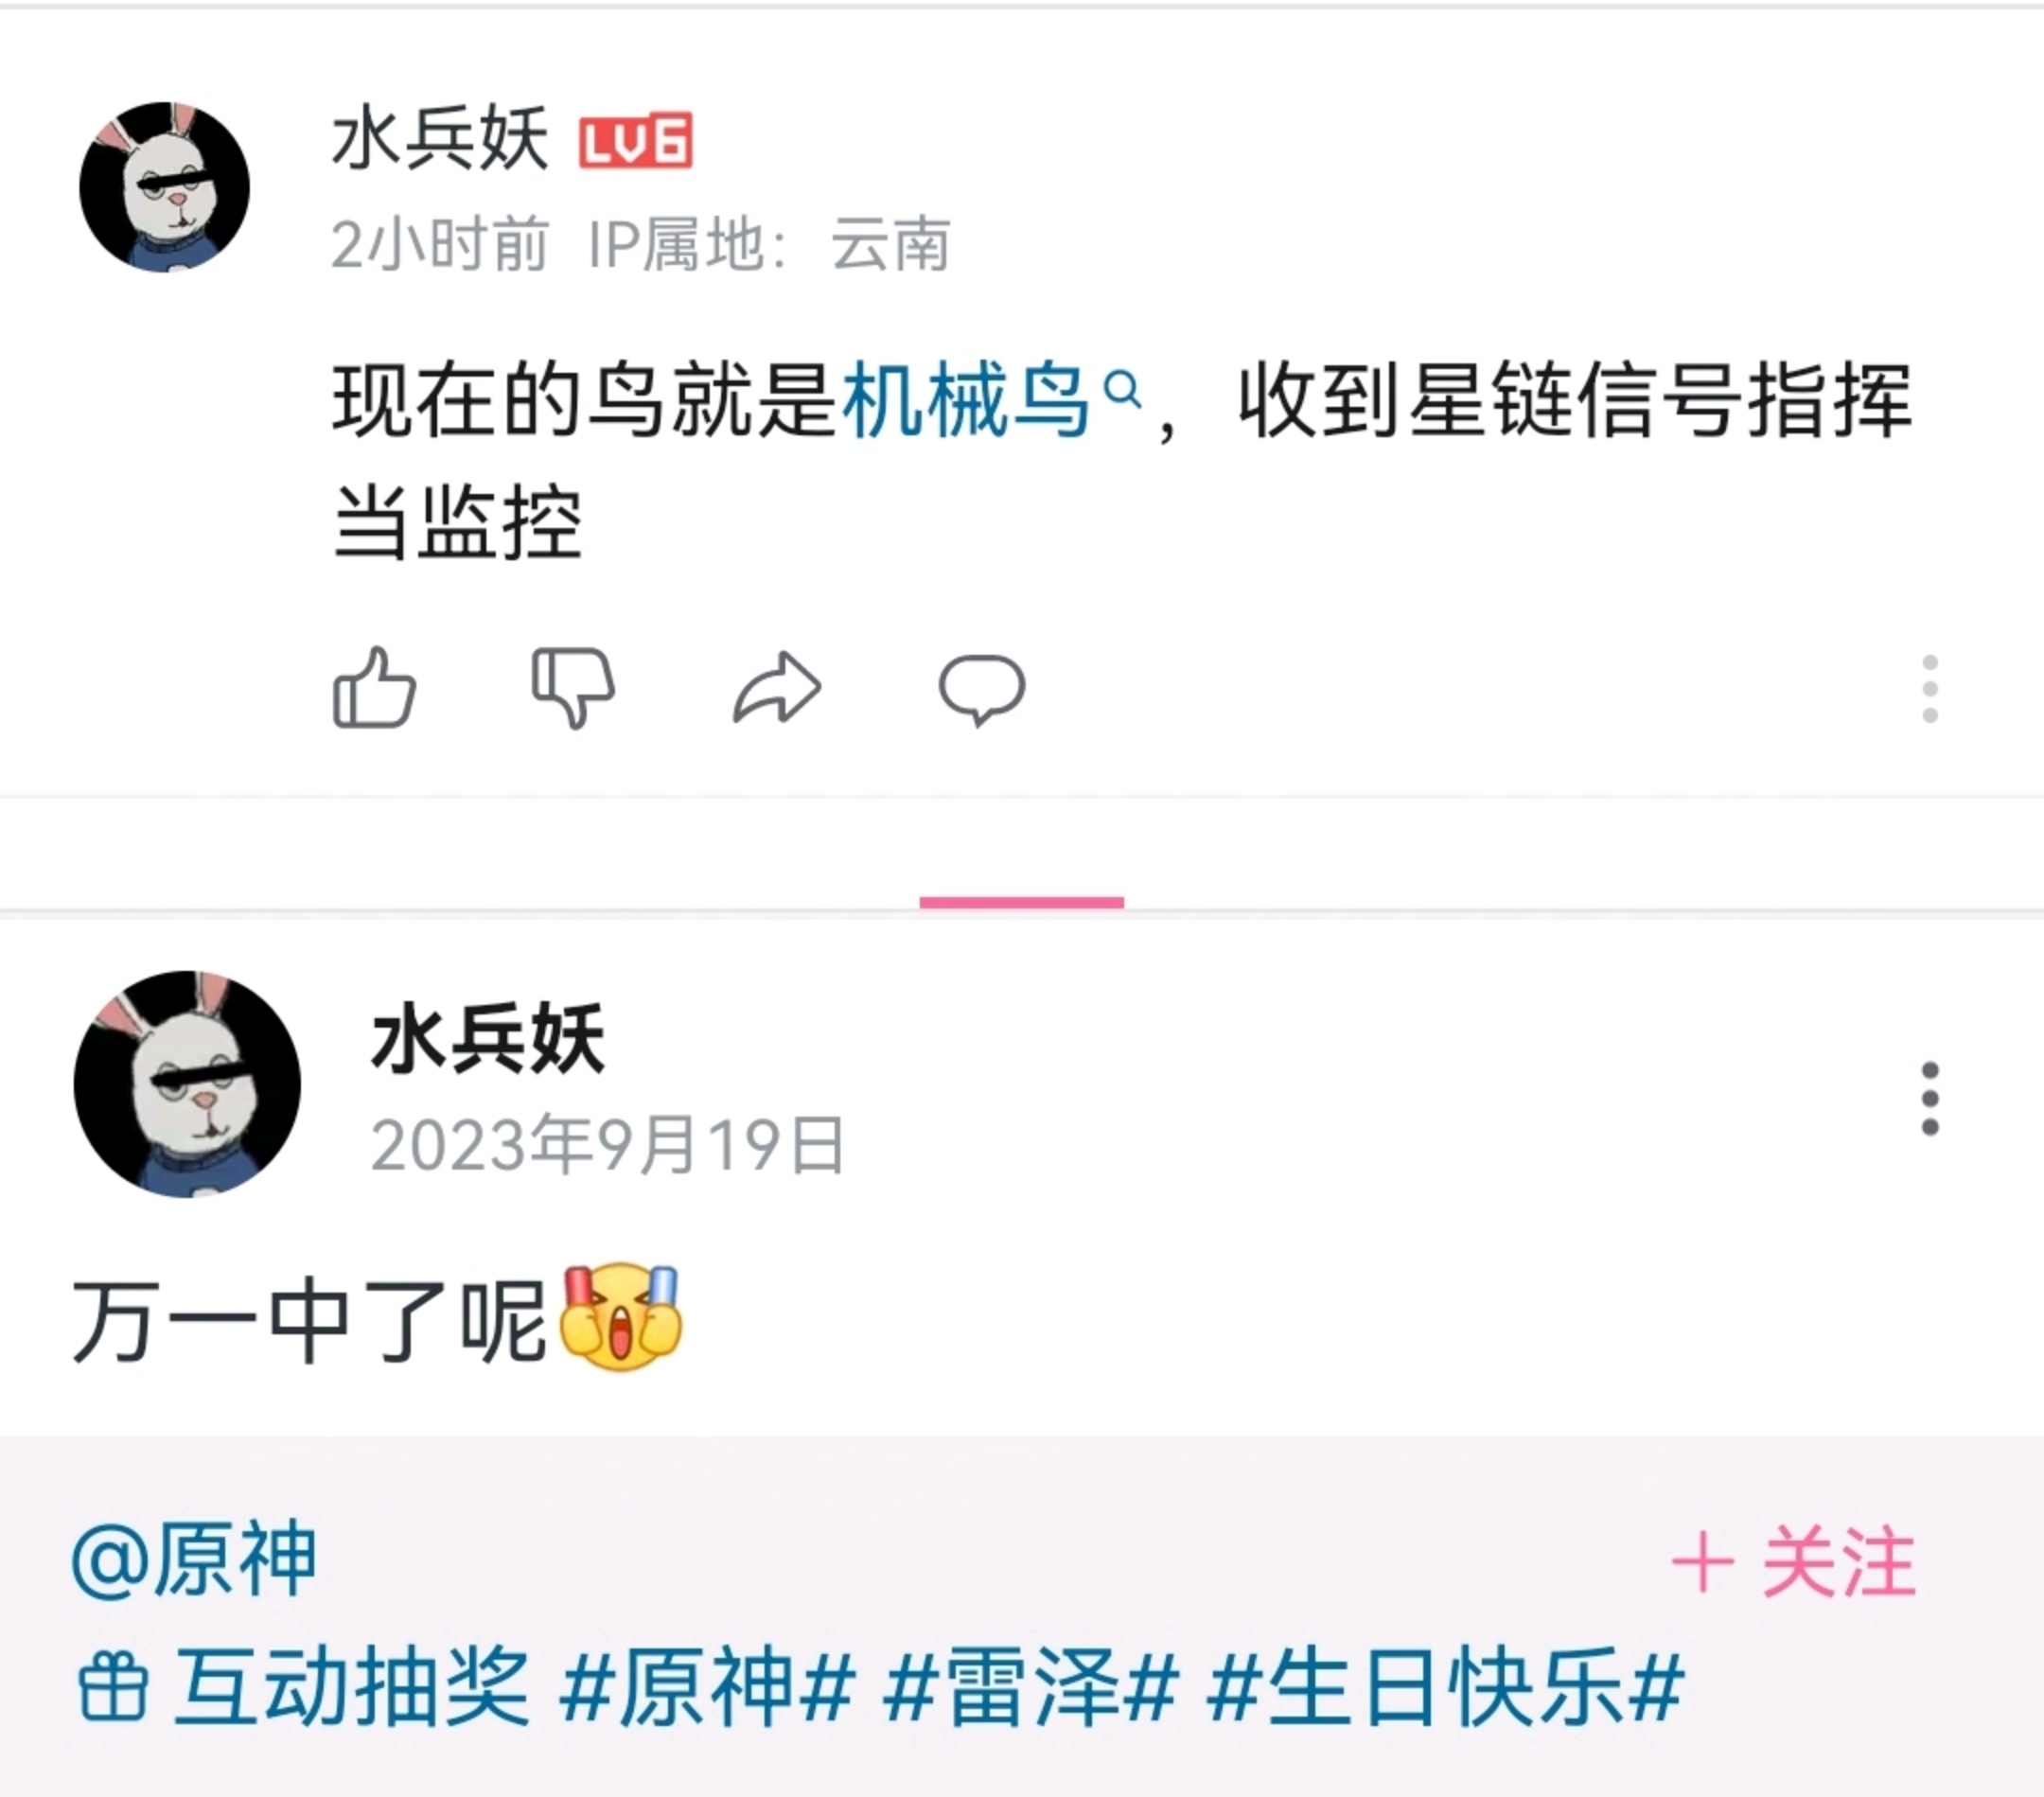 水兵妖 LV6
2小时前 IP属地：云南
现在的鸟就是机械鸟，收到星链信号指挥
当监控
水兵妖
2023年9月19日
万一中了呢
@原神
+ 关注
互动抽奖 #原神# #雷泽# #生日快乐#